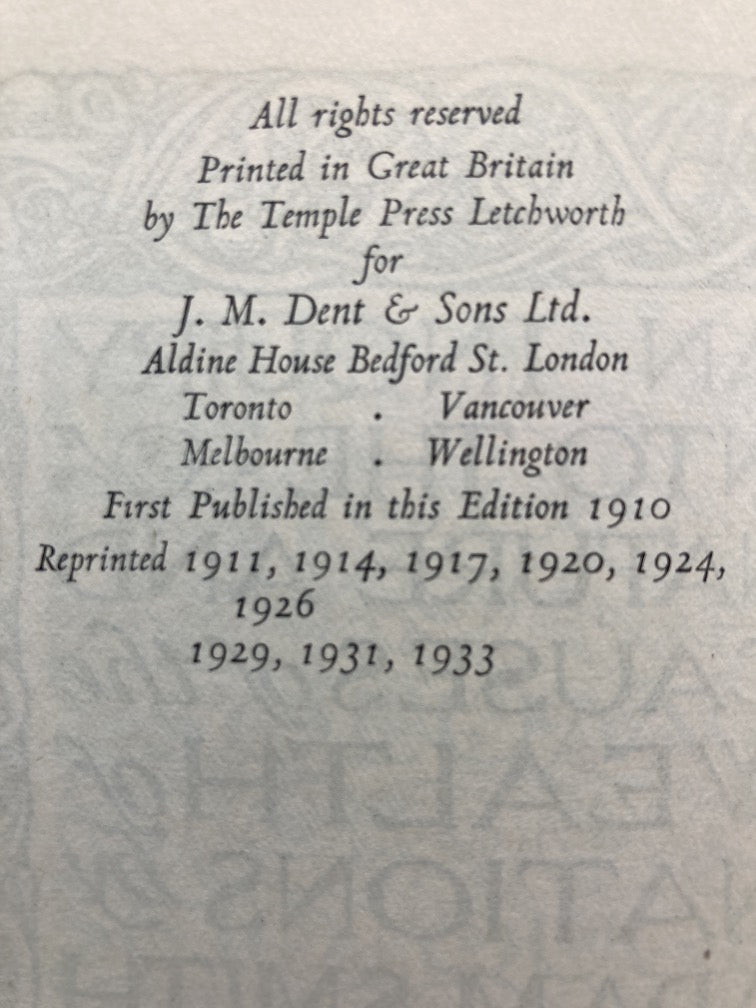 All rights reserved
Printed in Great Britain
by The Temple Press Letchworth
for
J. M. Dent & Sons Ltd.
Aldine House Bedford St. London
Toronto . Vancouver
Melbourne . Wellington
First Published in this Edition 1910
Reprinted 1911, 1914, 1917, 1920, 1924,
1926
1929, 1931, 1933